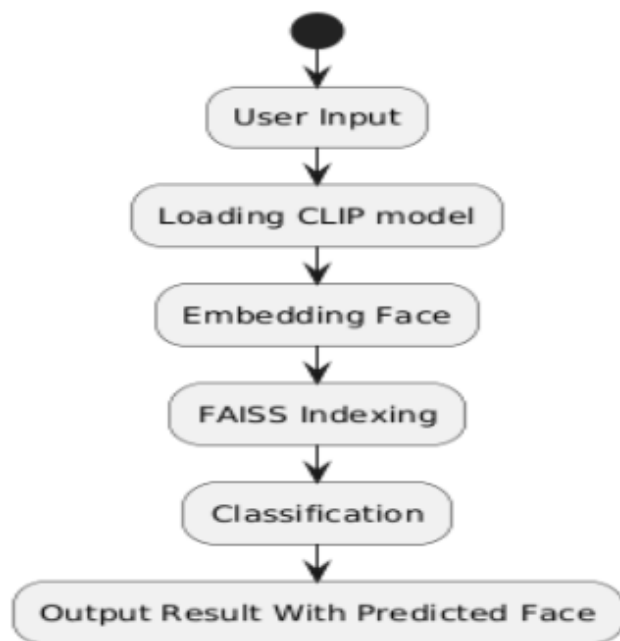 User Input
Loading CLIP model
Embedding Face
FAISS Indexing
Classification
Output Result With Predicted Face